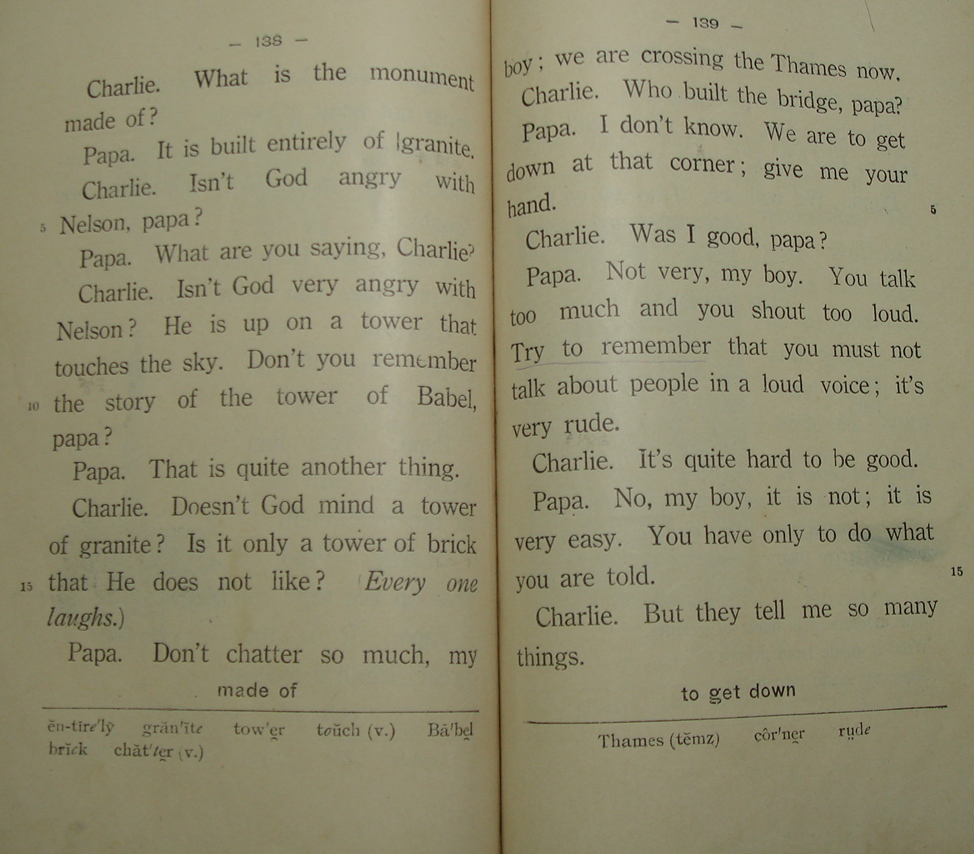 — 138 —
Charlie. What is the monument
made of?
Papa. It is built entirely of granite.
Charlie. Isn't God angry with
5 Nelson, papa?
Papa. What are you saying, Charlie?
Charlie. Isn't God very angry with
Nelson? He is up on a tower that
touches the sky. Don't you remember
10 the story of the tower of Babel,
papa?
Papa. That is quite another thing.
Charlie. Doesn't God mind a tower
of granite? Is it only a tower of brick
15 that He does not like? (Every one
laughs.)
Papa. Don't chatter so much, my
made of
ēn-tīre'lў grăn'ĭte tow'er toŭch (v.) Bā'bel
brĭck chăt'ter (v.)
— 139 —
boy; we are crossing the Thames now.
Charlie. Who built the bridge, papa?
Papa. I don't know. We are to get
down at that corner; give me your
hand. 5
Charlie. Was I good, papa?
Papa. Not very, my boy. You talk
too much and you shout too loud.
Try to remember that you must not
talk about people in a loud voice; it's
very rude.
Charlie. It's quite hard to be good.
Papa. No, my boy, it is not; it is
very easy. You have only to do what
you are told. 15
Charlie. But they tell me so many
things.
to get down
Thames (tĕmz) côr'ner rude